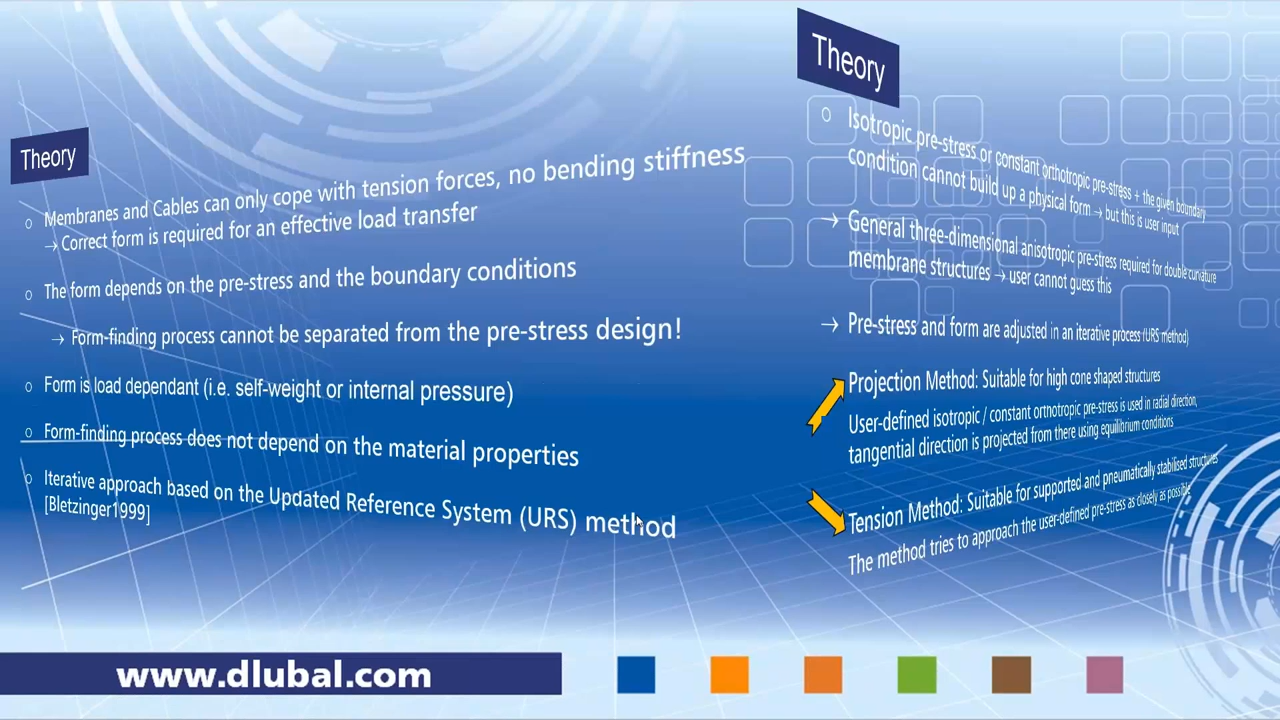 Theory
○ Membranes and Cables can only cope with tension forces, no bending stiffness
→ Correct form is required for an effective load transfer
○ The form depends on the pre-stress and the boundary conditions
→ Form-finding process cannot be separated from the pre-stress design!
○ Form is load dependant (i.e. self-weight or internal pressure)
○ Form-finding process does not depend on the material properties
○ Iterative approach based on the Updated Reference System (URS) method
[Bletzinger1999]
Theory
○ Isotropic pre-stress or constant orthotropic pre-stress + the given boundary
condition cannot build up a physical form → but this is user input
→ General three-dimensional anisotropic pre-stress required for double curvature
membrane structures → user cannot guess this
→ Pre-stress and form are adjusted in an iterative process (URS method)
Projection Method: Suitable for high cone shaped structures
User-defined isotropic / constant orthotropic pre-stress is used in radial direction,
tangential direction is projected from there using equilibrium conditions
Tension Method: Suitable for supported and pneumatically stabilised structures
The method tries to approach the user-defined pre-stress as closely as possible
www.dlubal.com